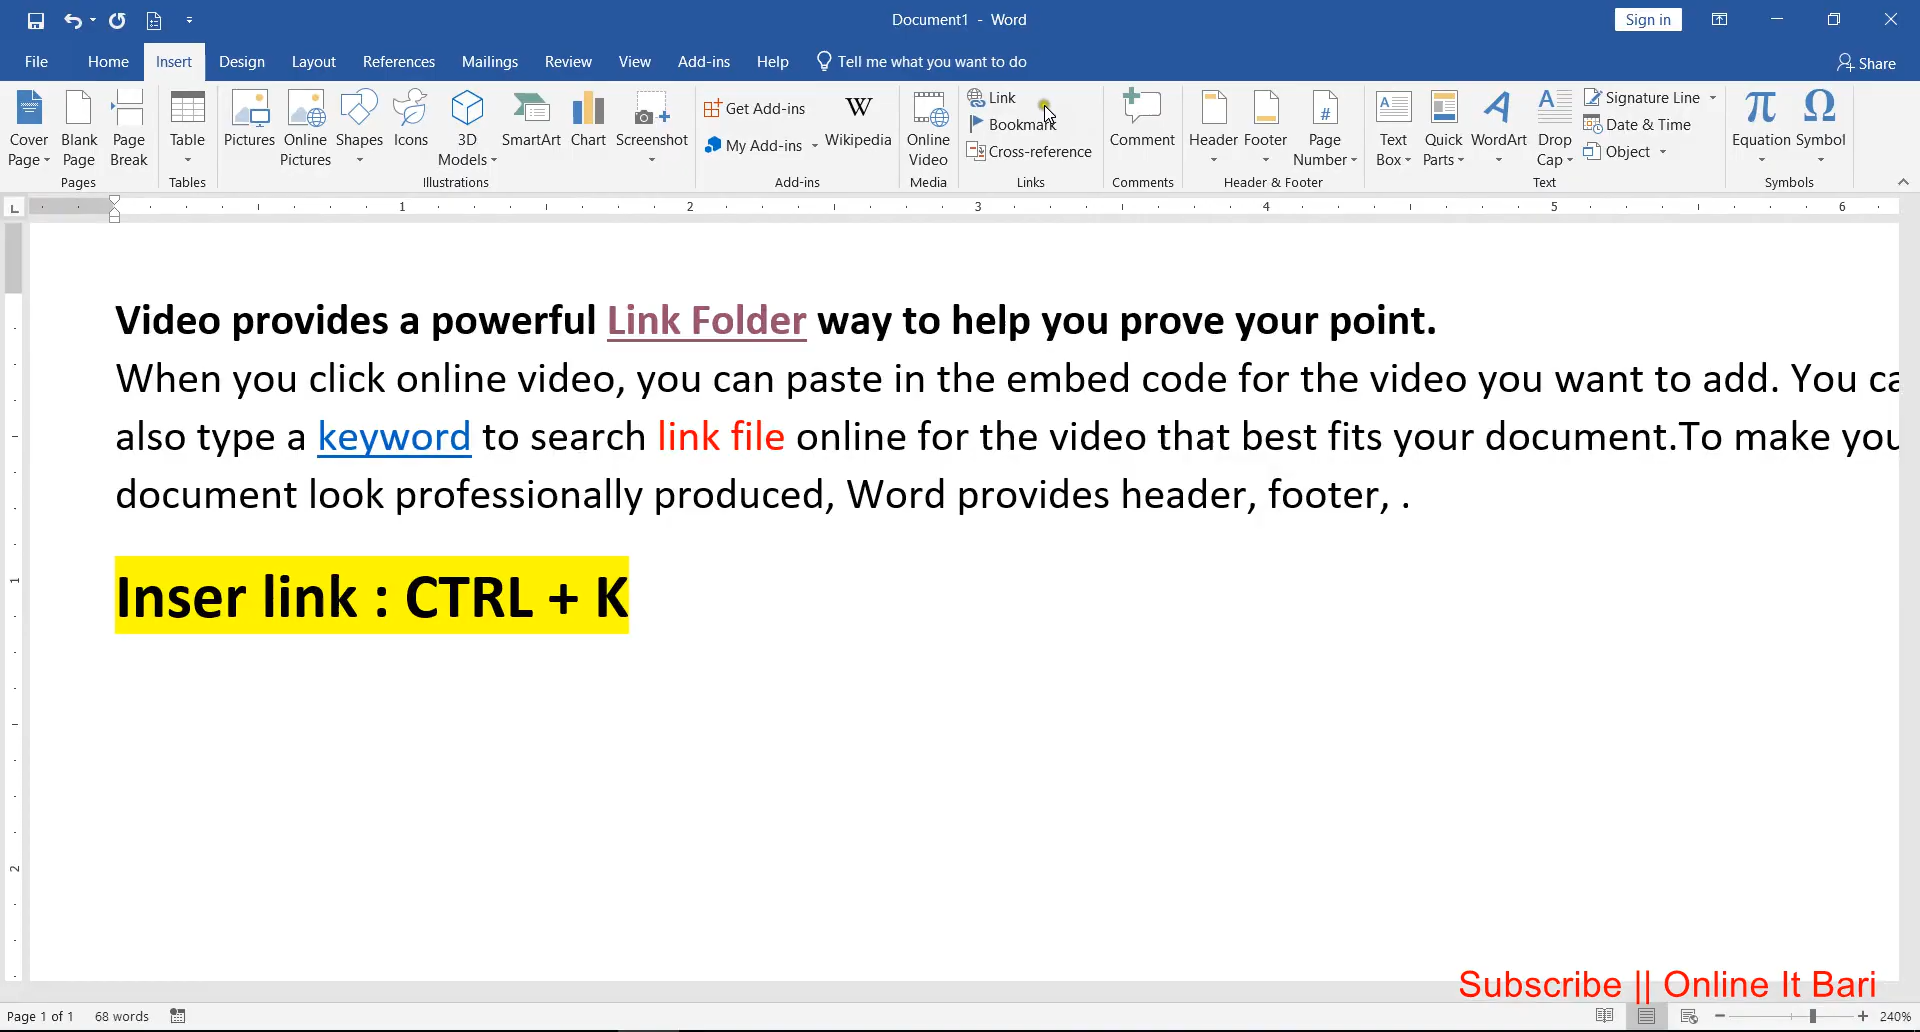 Document1 - Word
Sign in
File Home Insert Design Layout References Mailings Review View Add-ins Help Tell me what you want to do
Share
Cover Page
Blank Page
Page Break
Pages
Table
Tables
Pictures
Online Pictures
Shapes
Icons
3D Models
SmartArt
Chart
Screenshot
Illustrations
Get Add-ins
My Add-ins
W
Wikipedia
Add-ins
Online Video
Media
Link
Bookmark
Cross-reference
Links
Comment
Comments
Header
Footer
#
Page Number
Header & Footer
A
Text Box
Quick Parts
A
WordArt
A
Drop Cap
Signature Line
Date & Time
Object
Text
π
Equation
Ω
Symbol
Symbols
L
1 2 3 4 5 6
Video provides a powerful Link Folder way to help you prove your point.
When you click online video, you can paste in the embed code for the video you want to add. You ca
also type a keyword to search link file online for the video that best fits your document.To make you
document look professionally produced, Word provides header, footer, .
Inser link : CTRL + K
1
2
Subscribe || Online It Bari
Page 1 of 1 68 words
240%